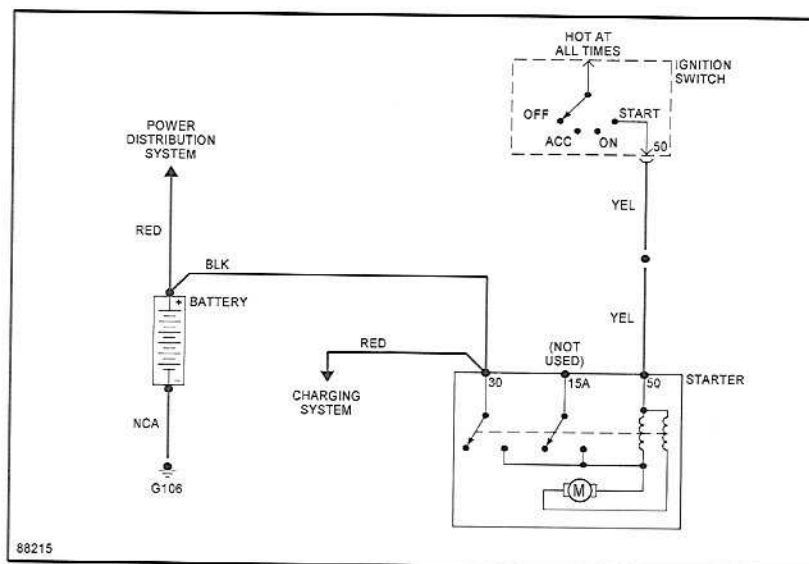 HOT AT
ALL TIMES
IGNITION
SWITCH
OFF
START
ACC
ON
50
POWER
DISTRIBUTION
SYSTEM
YEL
RED
BLK
+
BATTERY
YEL
RED
(NOT
USED)
30
15A
50
STARTER
-
CHARGING
SYSTEM
NCA
M
G106
88215